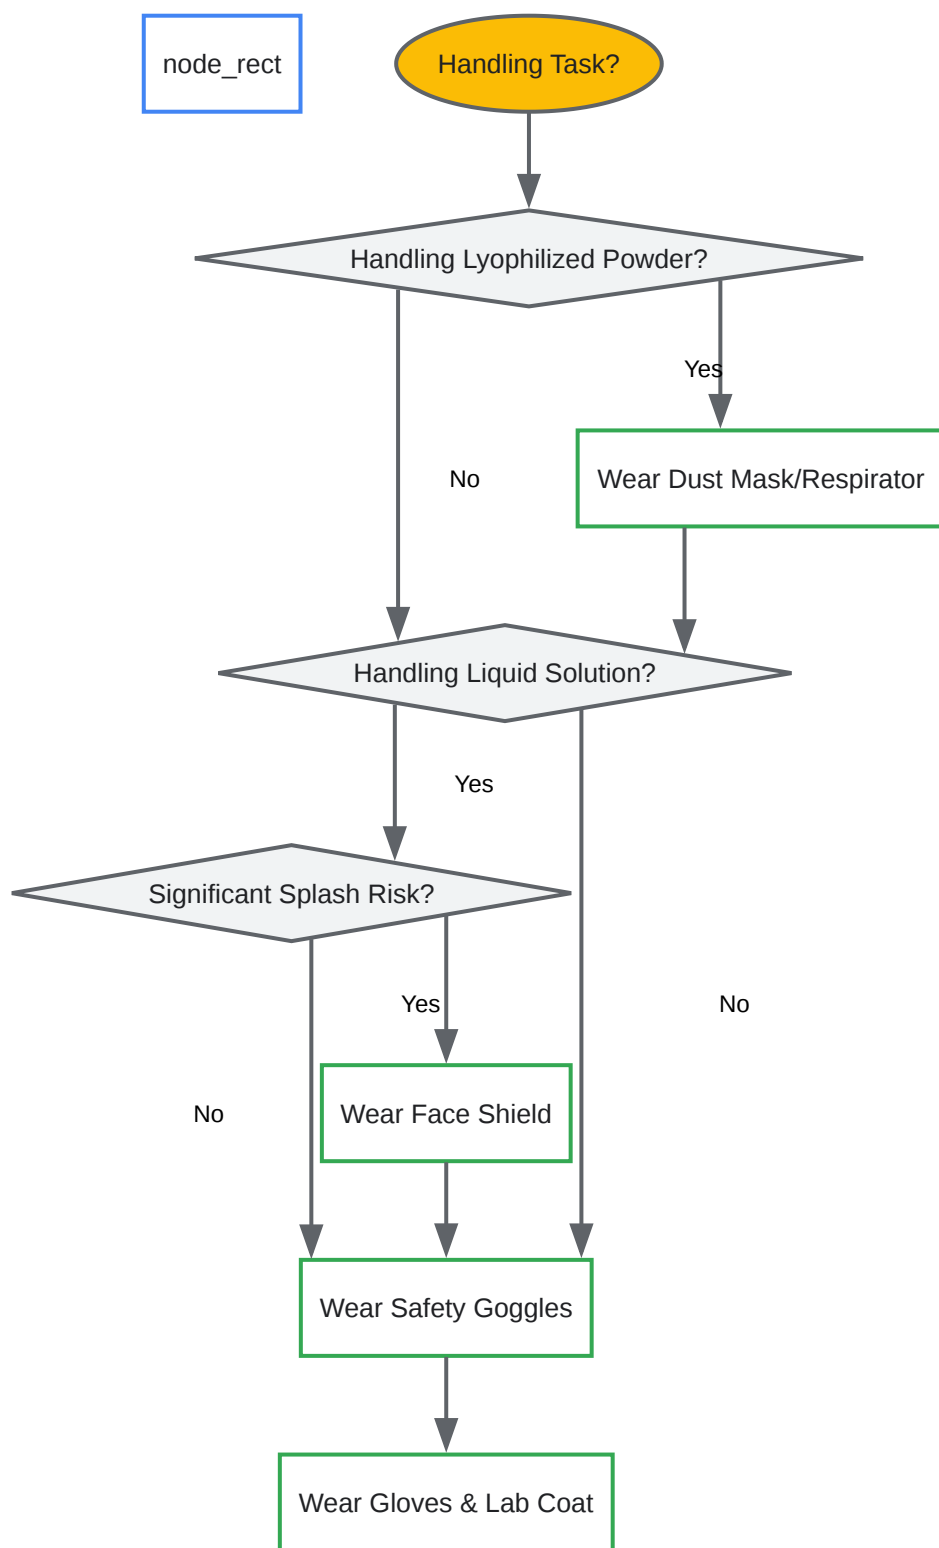 node_rect
Handling Task?
Handling Lyophilized Powder?
Yes
No
Wear Dust Mask/Respirator
Handling Liquid Solution?
Yes
Significant Splash Risk?
Yes
No
No
Wear Face Shield
Wear Safety Goggles
Wear Gloves & Lab Coat